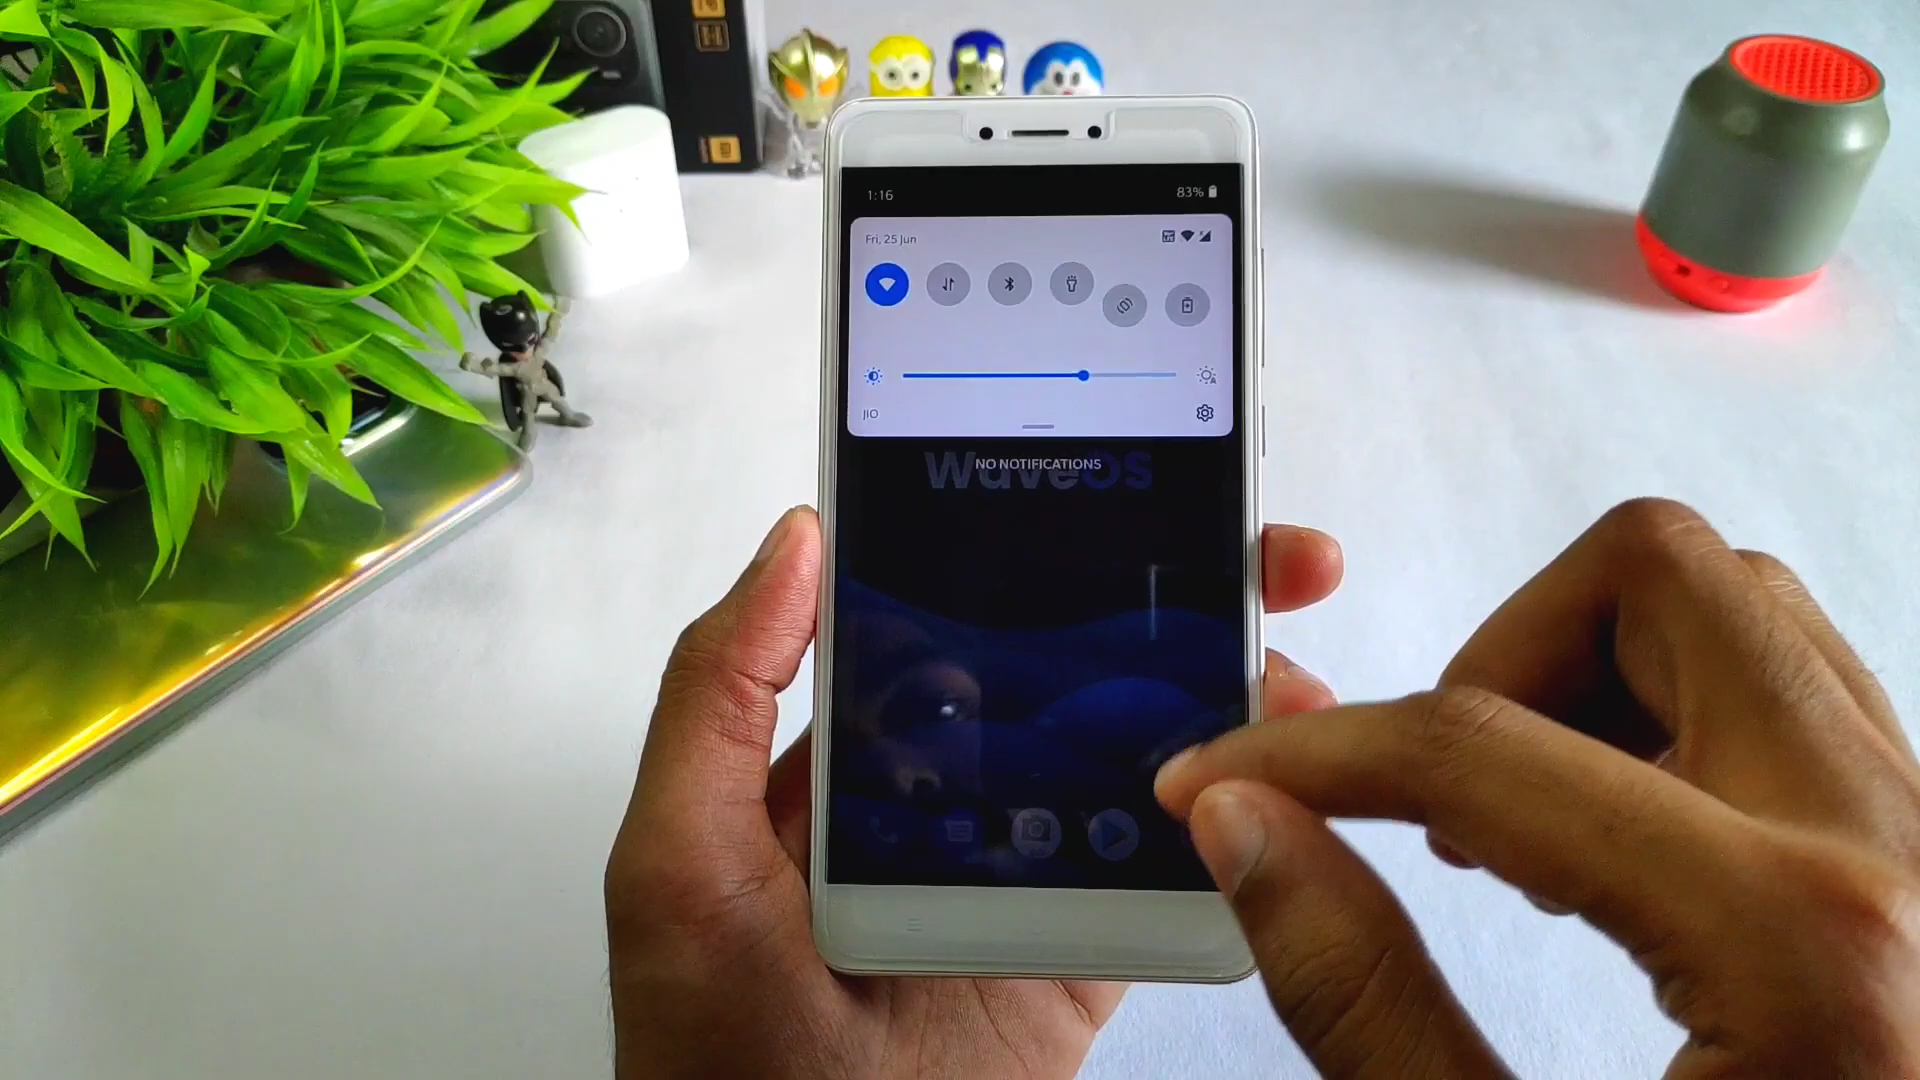 1:16 83%
Fri, 25 Jun
JIO
NO NOTIFICATIONS
WaveOS